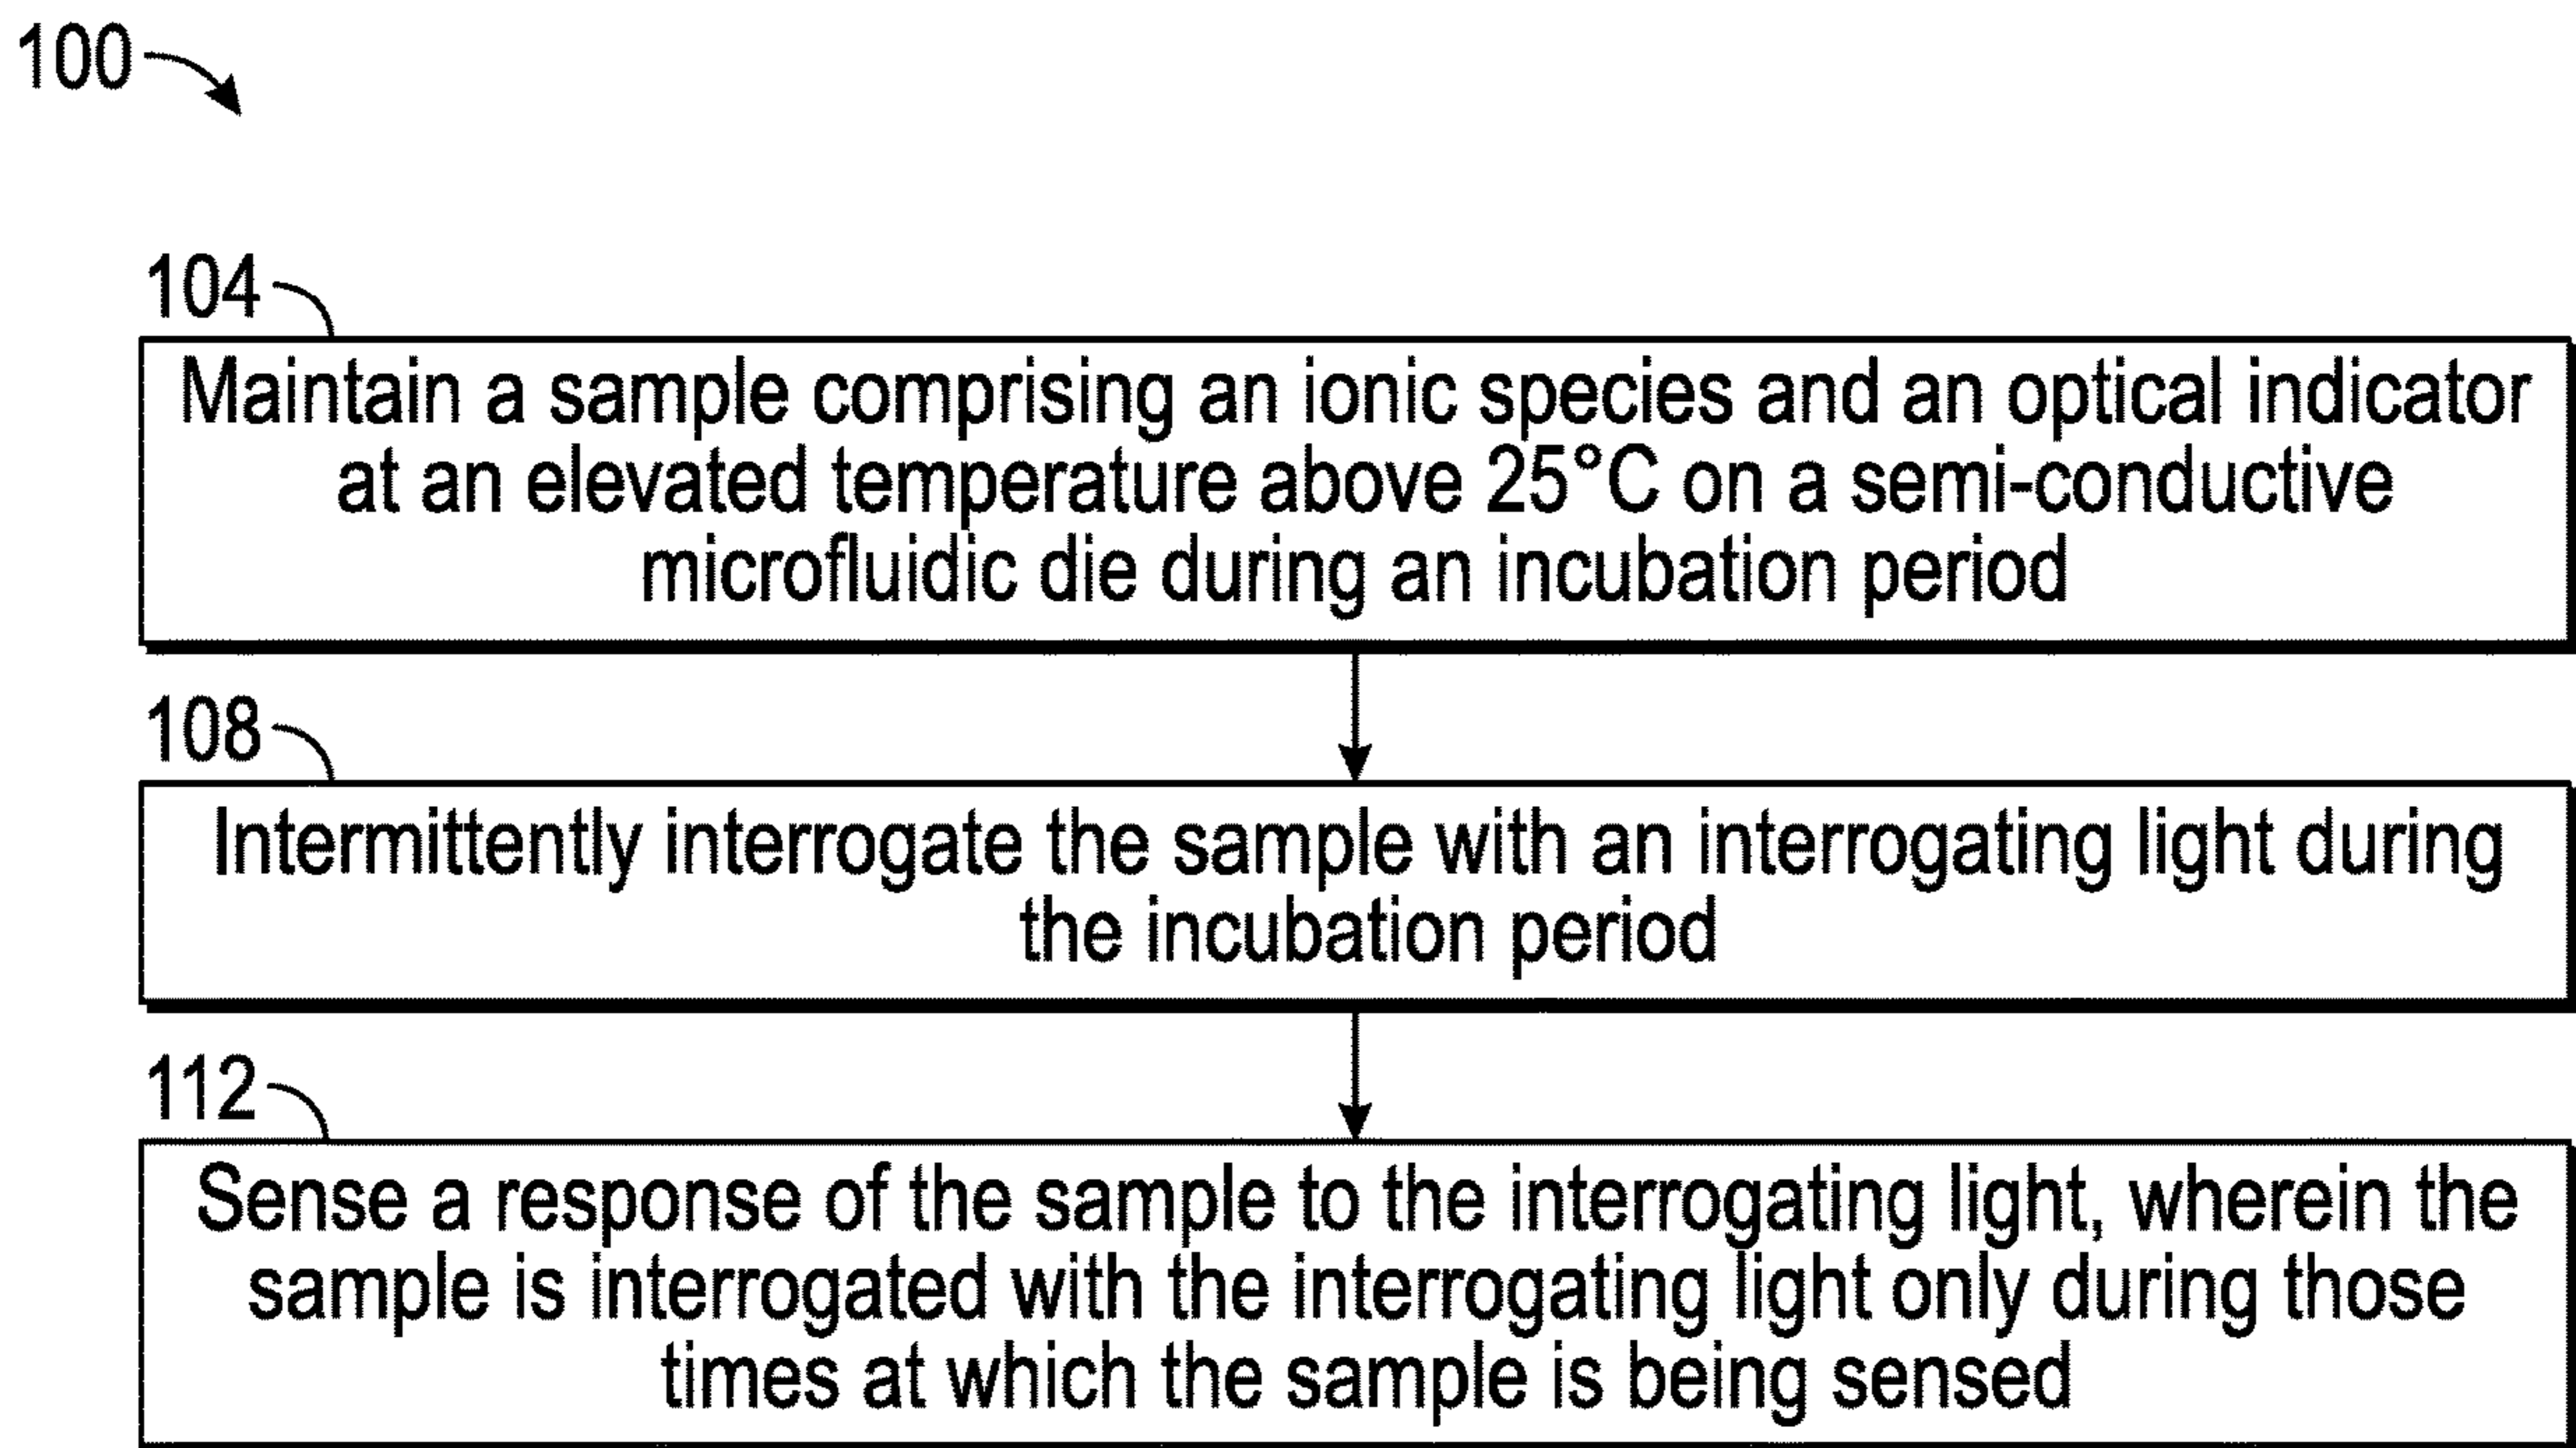 100
104
Maintain a sample comprising an ionic species and an optical indicator
at an elevated temperature above 25°C on a semi-conductive
microfluidic die during an incubation period
108
Intermittently interrogate the sample with an interrogating light during
the incubation period
112
Sense a response of the sample to the interrogating light, wherein the
sample is interrogated with the interrogating light only during those
times at which the sample is being sensed